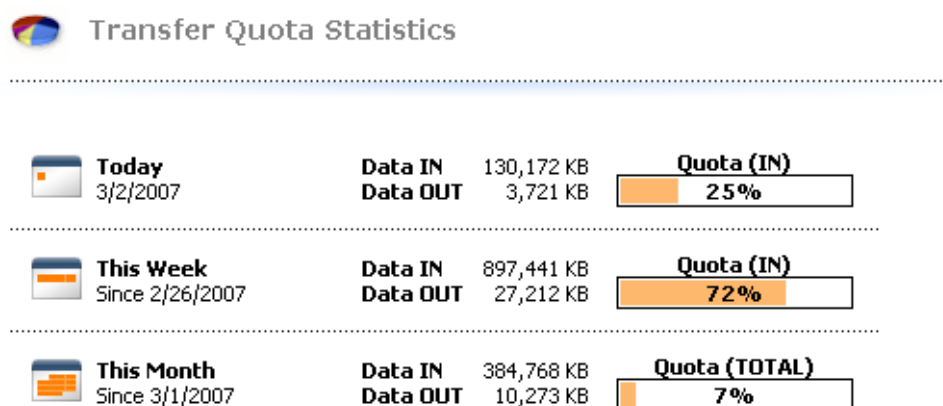 Transfer Quota Statistics
Today Data IN 130,172 KB Quota (IN)
3/2/2007 Data OUT 3,721 KB 25%
This Week Data IN 897,441 KB Quota (IN)
Since 2/26/2007 Data OUT 27,212 KB 72%
This Month Data IN 384,768 KB Quota (TOTAL)
Since 3/1/2007 Data OUT 10,273 KB 7%